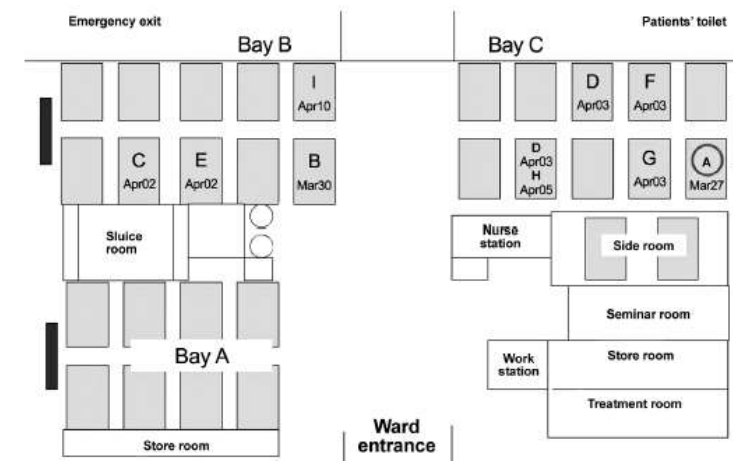 Emergency exit
Patients' toilet
Bay B
Bay C
I
Apr10
D
Apr03
F
Apr03
C
Apr02
E
Apr02
B
Mar30
D
Apr03
H
Apr05
G
Apr03
A
Mar27
Sluice
room
Nurse
station
Side room
Seminar room
Bay A
Work
station
Store room
Treatment room
Store room
Ward
entrance